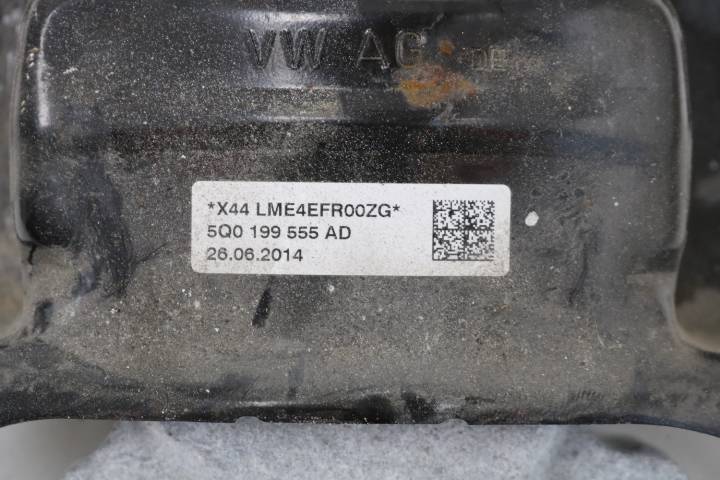 VW AG
*X44 LME4EFR00ZG*
5Q0 199 555 AD
26.06.2014